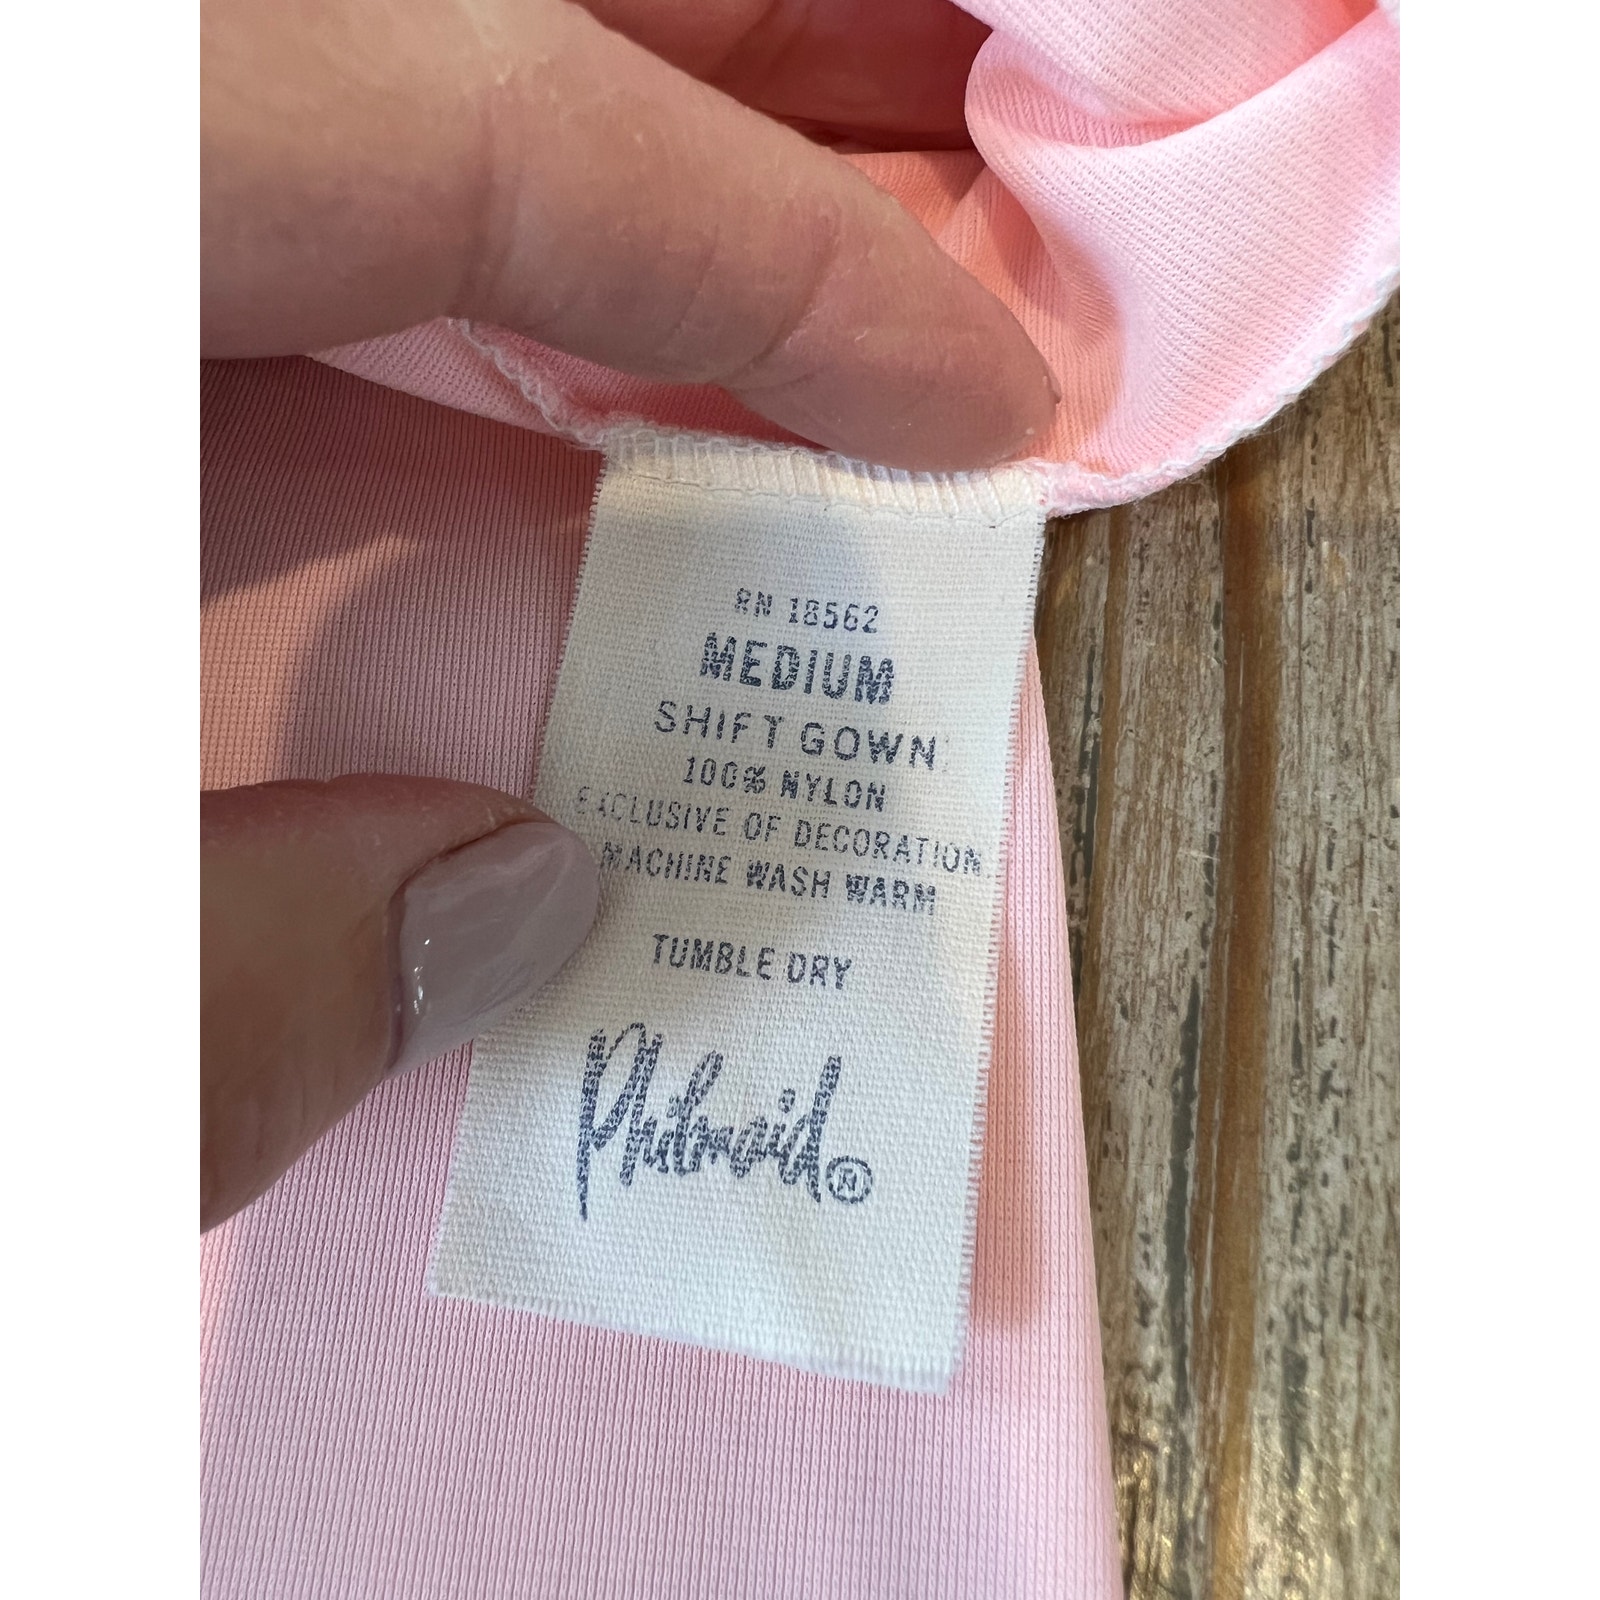 RN 18562
MEDIUM
SHIFT GOWN
100% NYLON
EXCLUSIVE OF DECORATION
MACHINE WASH WARM
TUMBLE DRY
Philmaid®